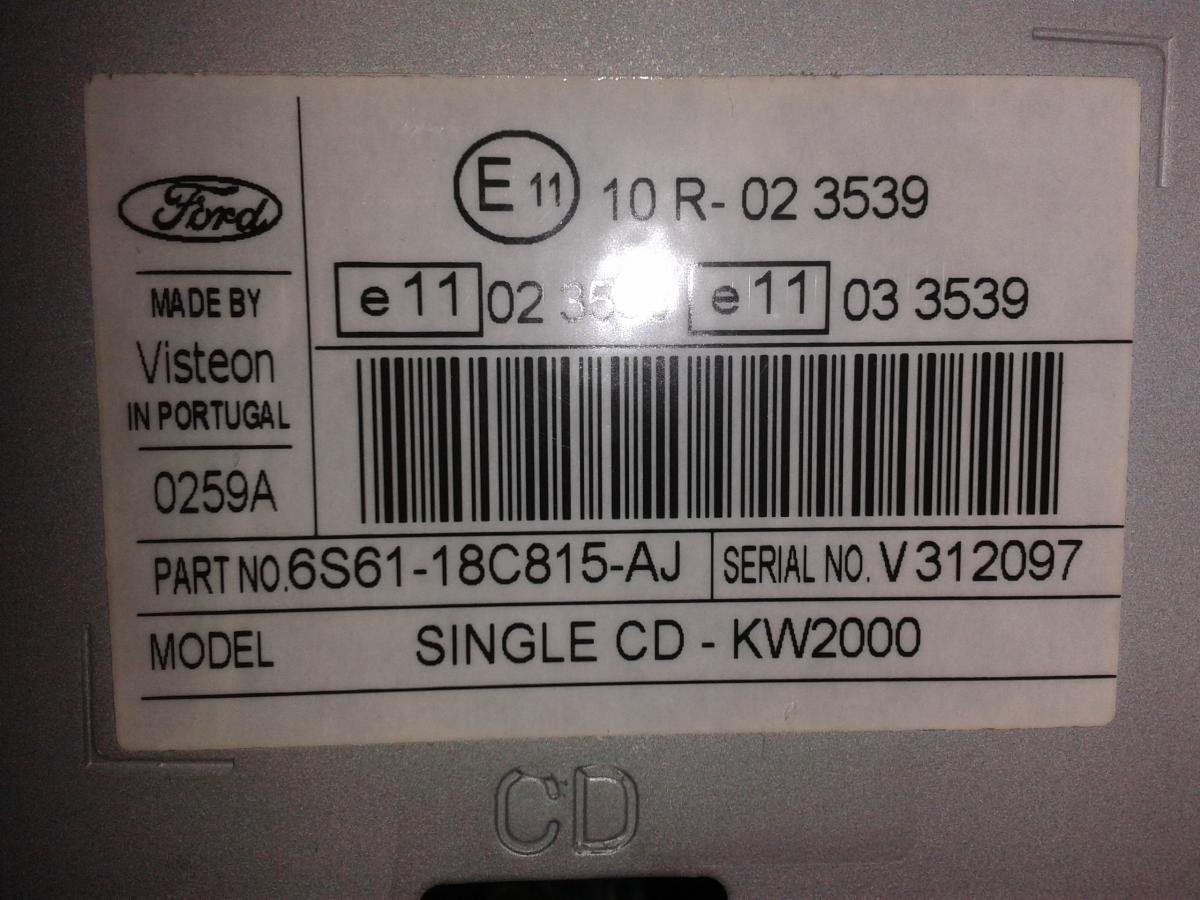 Ford
MADE BY
Visteon
IN PORTUGAL
0259A
E 11 10 R- 02 3539
e 11 02 e 11 03 3539
PART NO. 6S61-18C815-AJ SERIAL NO. V 312097
MODEL SINGLE CD - KW2000
CD